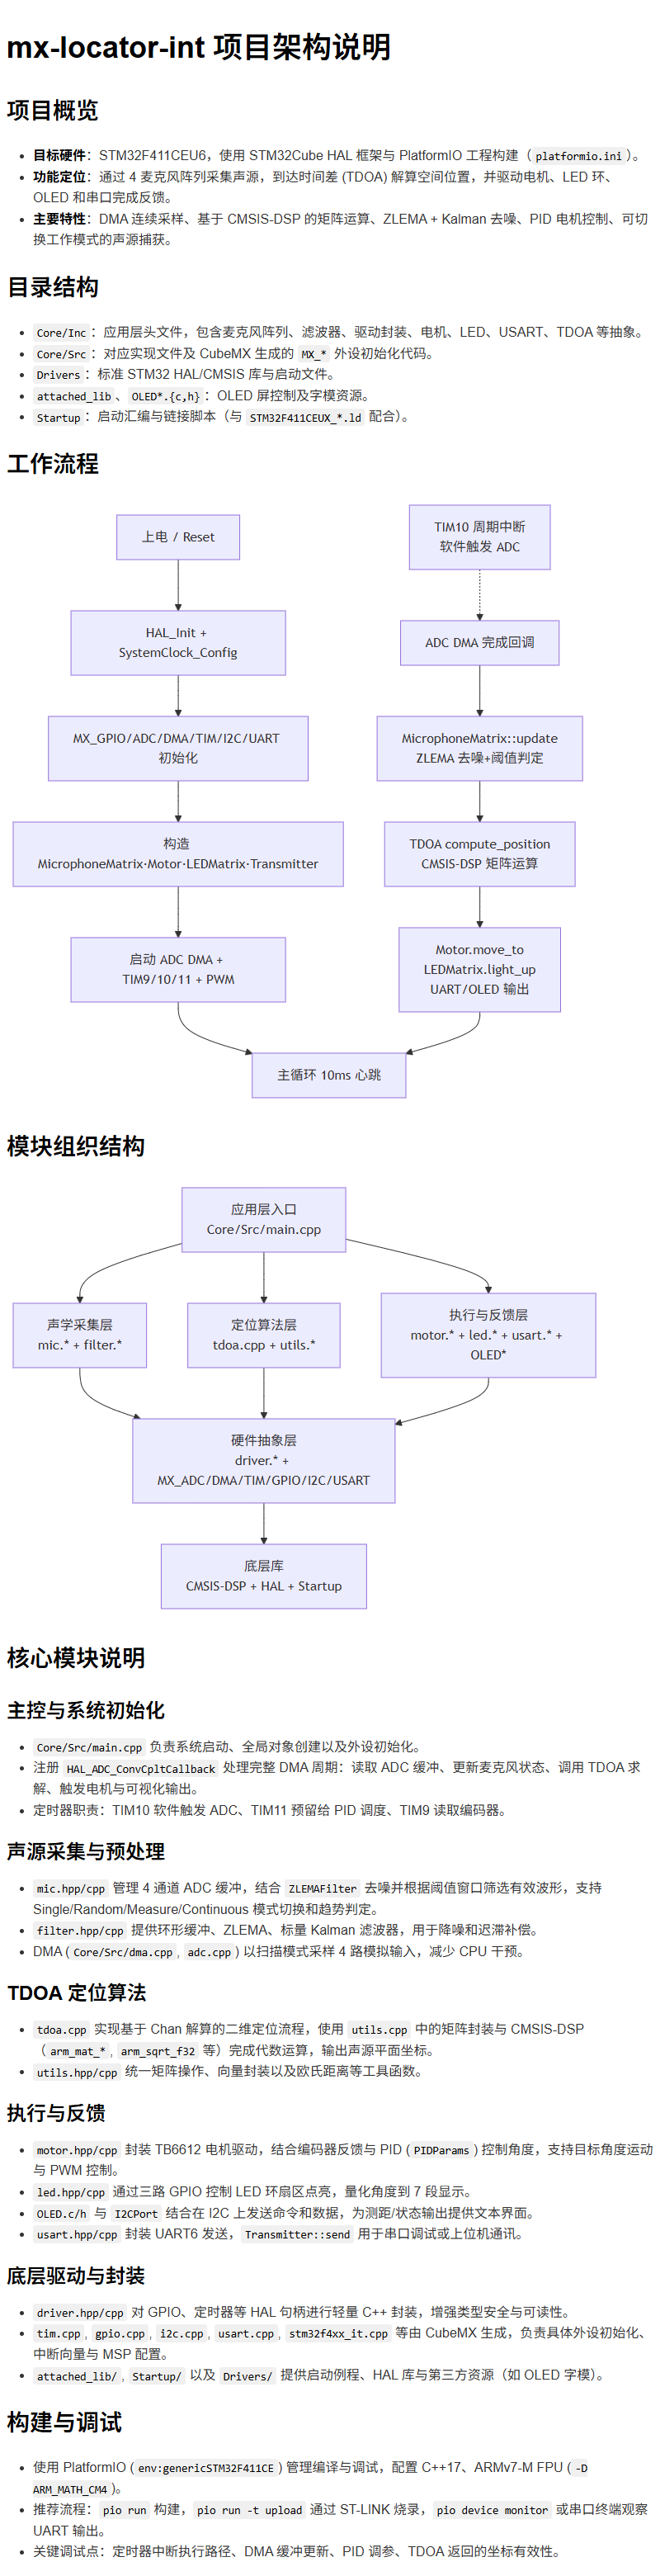 mx-locator-int 项目架构说明
项目概览
• 目标硬件：STM32F411CEU6，使用 STM32Cube HAL 框架与 PlatformIO 工程构建（platformio.ini）。
• 功能定位：通过 4 麦克风阵列采集声源，到达时间差 (TDOA) 解算空间位置，并驱动电机、LED 环、
OLED 和串口完成反馈。
• 主要特性：DMA 连续采样、基于 CMSIS-DSP 的矩阵运算、ZLEMA + Kalman 去噪、PID 电机控制、可切
换工作模式的声源捕获。
目录结构
• Core/Inc：应用层头文件，包含麦克风阵列、滤波器、驱动封装、电机、LED、USART、TDOA 等抽象。
• Core/Src：对应实现文件及 CubeMX 生成的 MX_* 外设初始化代码。
• Drivers：标准 STM32 HAL/CMSIS 库与启动文件。
• attached_lib、OLED*.{c,h}：OLED 屏控制及字模资源。
• Startup：启动汇编与链接脚本（与 STM32F411CEUX_*.ld 配合）。
工作流程
上电 / Reset
HAL_Init +
SystemClock_Config
MX_GPIO/ADC/DMA/TIM/I2C/UART
初始化
构造
MicrophoneMatrix·Motor·LEDMatrix·Transmitter
启动 ADC DMA +
TIM9/10/11 + PWM
TIM10 周期中断
软件触发 ADC
ADC DMA 完成回调
MicrophoneMatrix::update
ZLEMA 去噪+阈值判定
TDOA compute_position
CMSIS-DSP 矩阵运算
Motor.move_to
LEDMatrix.light_up
UART/OLED 输出
主循环 10ms 心跳
模块组织结构
应用层入口
Core/Src/main.cpp
声学采集层
mic.* + filter.*
定位算法层
tdoa.cpp + utils.*
执行与反馈层
motor.* + led.* + usart.* +
OLED*
硬件抽象层
driver.* +
MX_ADC/DMA/TIM/GPIO/I2C/USART
底层库
CMSIS-DSP + HAL + Startup
核心模块说明
主控与系统初始化
• Core/Src/main.cpp 负责系统启动、全局对象创建以及外设初始化。
• 注册 HAL_ADC_ConvCpltCallback 处理完整 DMA 周期：读取 ADC 缓冲、更新麦克风状态、调用 TDOA 求
解、触发电机与可视化输出。
• 定时器职责：TIM10 软件触发 ADC、TIM11 预留给 PID 调度、TIM9 读取编码器。
声源采集与预处理
• mic.hpp/cpp 管理 4 通道 ADC 缓冲，结合 ZLEMAFilter 去噪并根据阈值窗口筛选有效波形，支持
Single/Random/Measure/Continuous 模式切换和趋势判定。
• filter.hpp/cpp 提供环形缓冲、ZLEMA、标量 Kalman 滤波器，用于降噪和迟滞补偿。
• DMA (Core/Src/dma.cpp, adc.cpp) 以扫描模式采样 4 路模拟输入，减少 CPU 干预。
TDOA 定位算法
• tdoa.cpp 实现基于 Chan 解算的二维定位流程，使用 utils.cpp 中的矩阵封装与 CMSIS-DSP
（arm_mat_*, arm_sqrt_f32 等）完成代数运算，输出声源平面坐标。
• utils.hpp/cpp 统一矩阵操作、向量封装以及欧氏距离等工具函数。
执行与反馈
• motor.hpp/cpp 封装 TB6612 电机驱动，结合编码器反馈与 PID (PIDParams) 控制角度，支持目标角度运动
与 PWM 控制。
• led.hpp/cpp 通过三路 GPIO 控制 LED 环扇区点亮，量化角度到 7 段显示。
• OLED.c/h 与 I2CPort 结合在 I2C 上发送命令和数据，为测距/状态输出提供文本界面。
• usart.hpp/cpp 封装 UART6 发送，Transmitter::send 用于串口调试或上位机通讯。
底层驱动与封装
• driver.hpp/cpp 对 GPIO、定时器等 HAL 句柄进行轻量 C++ 封装，增强类型安全与可读性。
• tim.cpp, gpio.cpp, i2c.cpp, usart.cpp, stm32f4xx_it.cpp 等由 CubeMX 生成，负责具体外设初始化、
中断向量与 MSP 配置。
• attached_lib/, Startup/ 以及 Drivers/ 提供启动例程、HAL 库与第三方资源（如 OLED 字模）。
构建与调试
• 使用 PlatformIO (env:genericSTM32F411CE) 管理编译与调试，配置 C++17、ARMv7-M FPU (-D
ARM_MATH_CM4)。
• 推荐流程：pio run 构建，pio run -t upload 通过 ST-LINK 烧录，pio device monitor 或串口终端观察
UART 输出。
• 关键调试点：定时器中断执行路径、DMA 缓冲更新、PID 调参、TDOA 返回的坐标有效性。